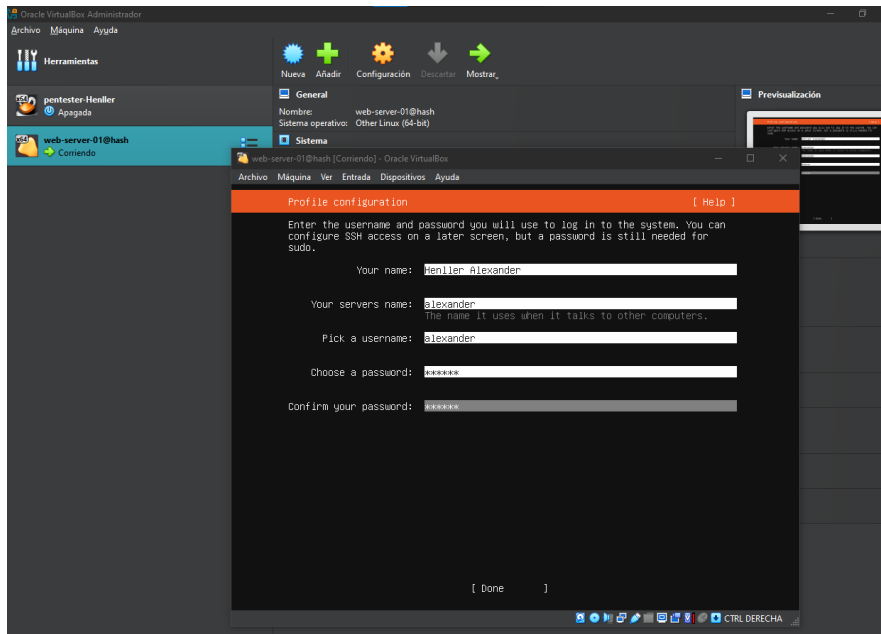 Oracle VirtualBox Administrador
Archivo Máquina Ayuda
Herramientas
Nueva Añadir Configuración Descartar Mostrar
pentester-Henller
Apagada
web-server-01@hash
Corriendo
General
Nombre: web-server-01@hash
Sistema operativo: Other Linux (64-bit)
Sistema
Previsualización
web-server-01@hash [Corriendo] - Oracle VirtualBox
Archivo Máquina Ver Entrada Dispositivos Ayuda
Profile configuration [ Help ]
Enter the username and password you will use to log in to the system. You can
configure SSH access on a later screen, but a password is still needed for
sudo.
Your name: Henller Alexander
Your servers name: alexander
The name it uses when it talks to other computers.
Pick a username: alexander
Choose a password: ******
Confirm your password: ******
[ Done ]
CTRL DERECHA